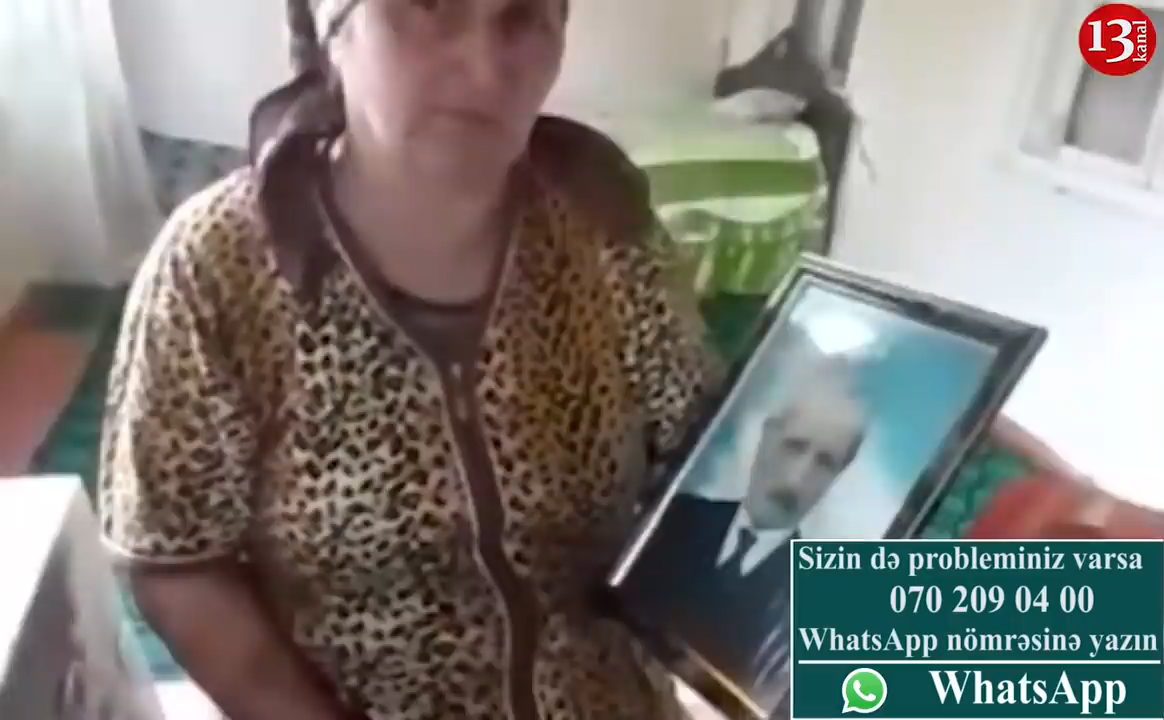 13 kanal
Sizin də probleminiz varsa
070 209 04 00
WhatsApp nömrəsinə yazın
WhatsApp